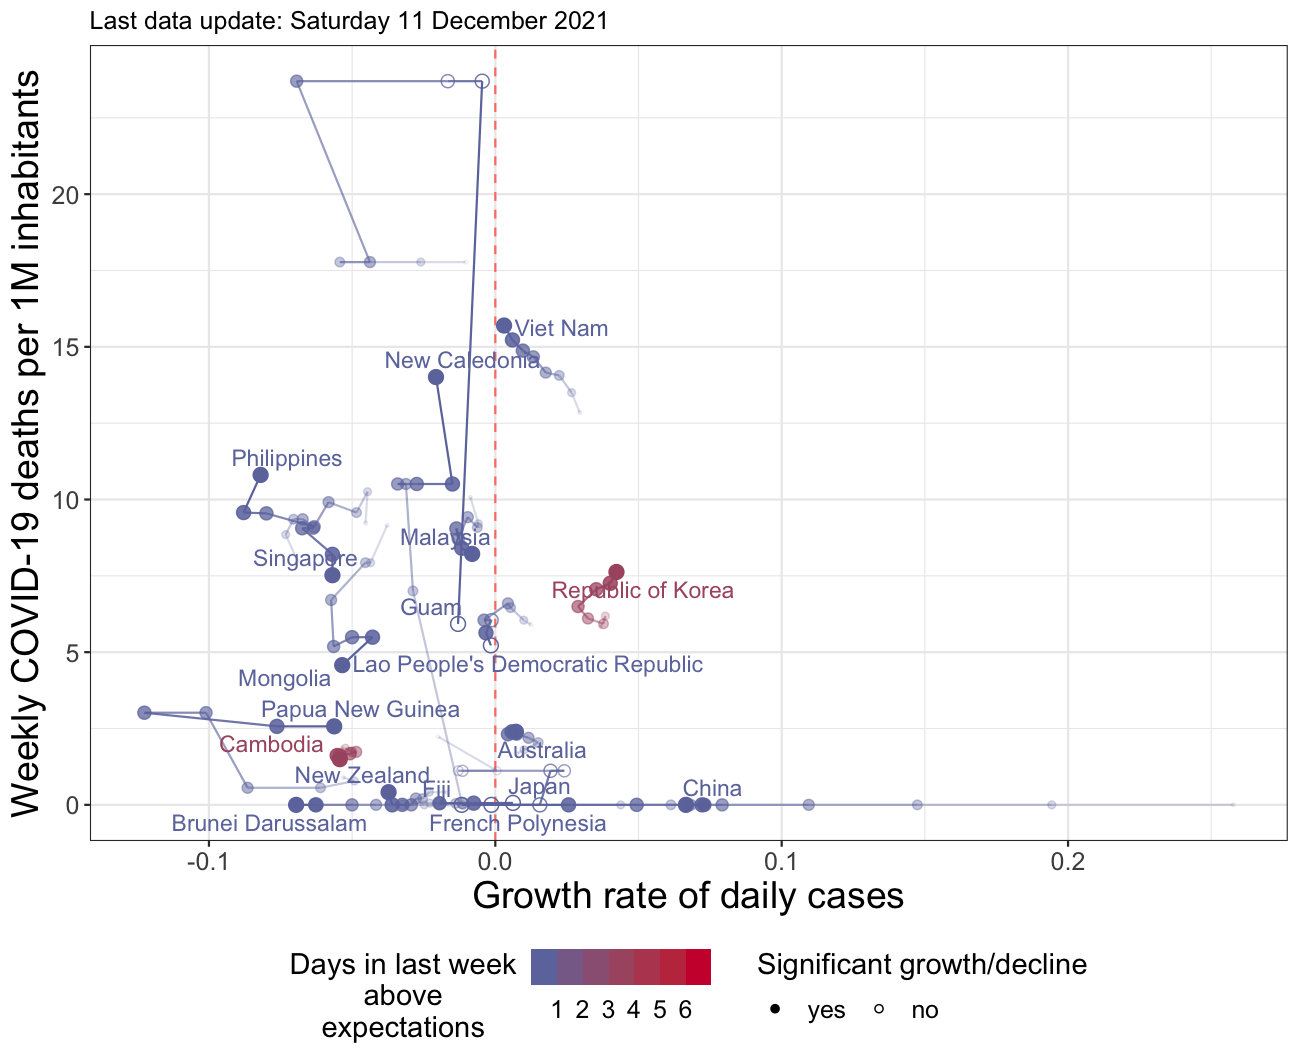 Last data update: Saturday 11 December 2021
Weekly COVID-19 deaths per 1M inhabitants
20
15
10
5
0
Viet Nam
New Caledonia
Philippines
Malaysia
Singapore
Republic of Korea
Guam
Lao People's Democratic Republic
Mongolia
Papua New Guinea
Cambodia
Australia
New Zealand
Fiji
Japan
China
Brunei Darussalam
French Polynesia
-0.1
0.0
0.1
0.2
Growth rate of daily cases
Days in last week
above
expectations
1 2 3 4 5 6
Significant growth/decline
yes
no